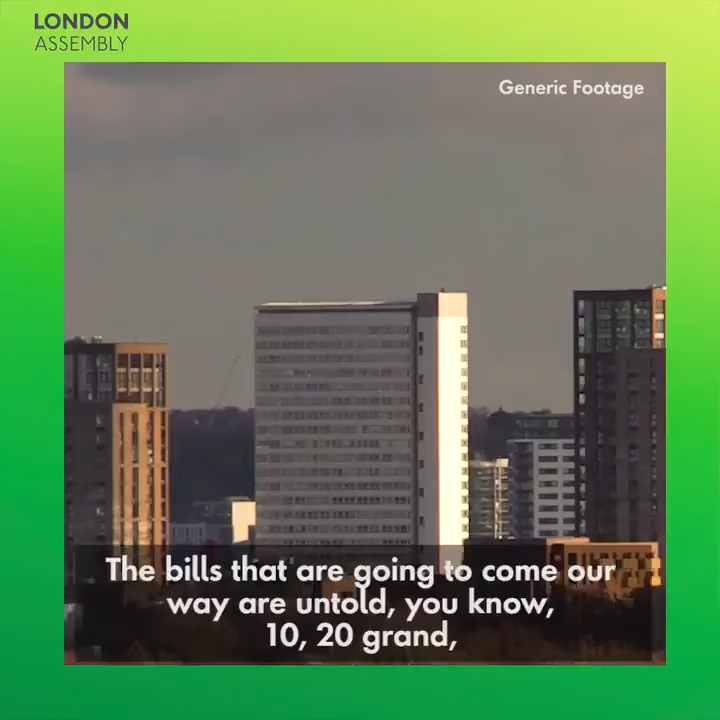 LONDON
ASSEMBLY
Generic Footage
The bills that are going to come our
way are untold, you know,
10, 20 grand,